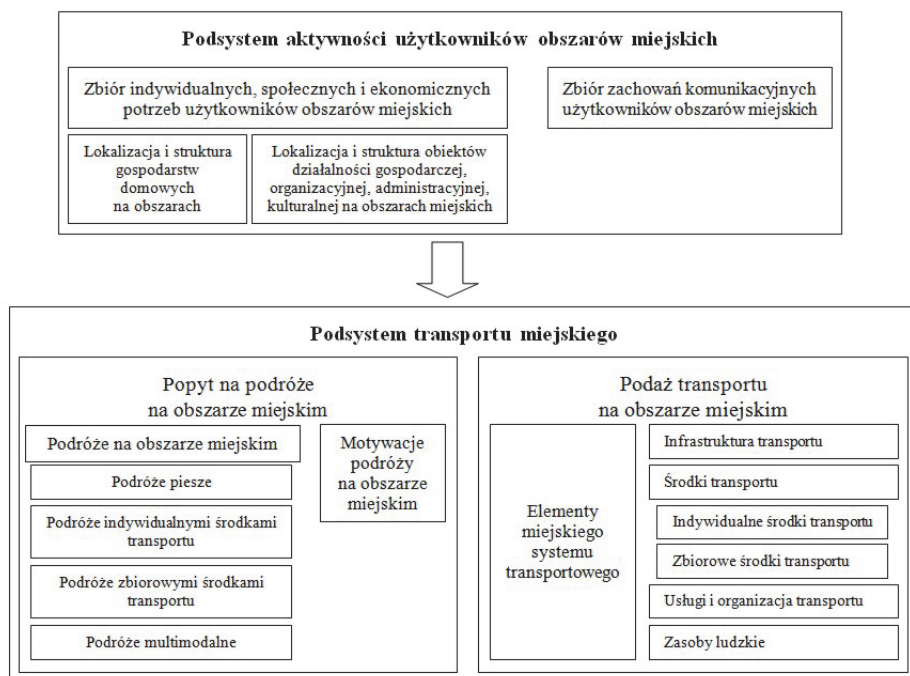 Podsystem aktywności użytkowników obszarów miejskich
Zbiór indywidualnych, społecznych i ekonomicznych
potrzeb użytkowników obszarów miejskich
Zbiór zachowań komunikacyjnych
użytkowników obszarów miejskich
Lokalizacja i struktura
gospodarstw
domowych
na obszarach
Lokalizacja i struktura obiektów
działalności gospodarczej,
organizacyjnej, administracyjnej,
kulturalnej na obszarach miejskich
Podsystem transportu miejskiego
Popyt na podróże
na obszarze miejskim
Podróże na obszarze miejskim
Podróże piesze
Podróże indywidualnymi środkami
transportu
Podróże zbiorowymi środkami
transportu
Podróże multimodalne
Motywacje
podróży
na obszarze
miejskim
Podaż transportu
na obszarze miejskim
Elementy
miejskiego
systemu
transportowego
Infrastruktura transportu
Środki transportu
Indywidualne środki transportu
Zbiorowe środki transportu
Usługi i organizacja transportu
Zasoby ludzkie